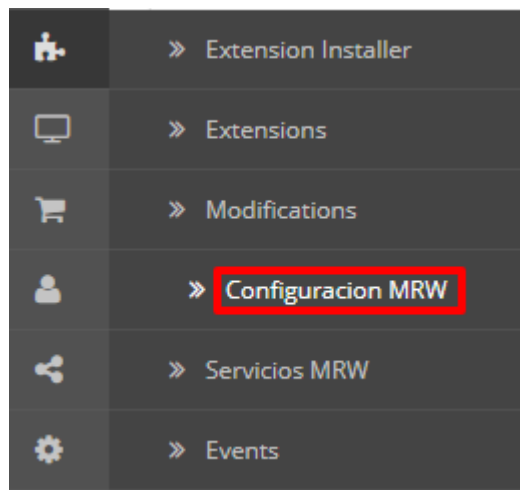 Extension Installer
Extensions
Modifications
Configuracion MRW
Servicios MRW
Events